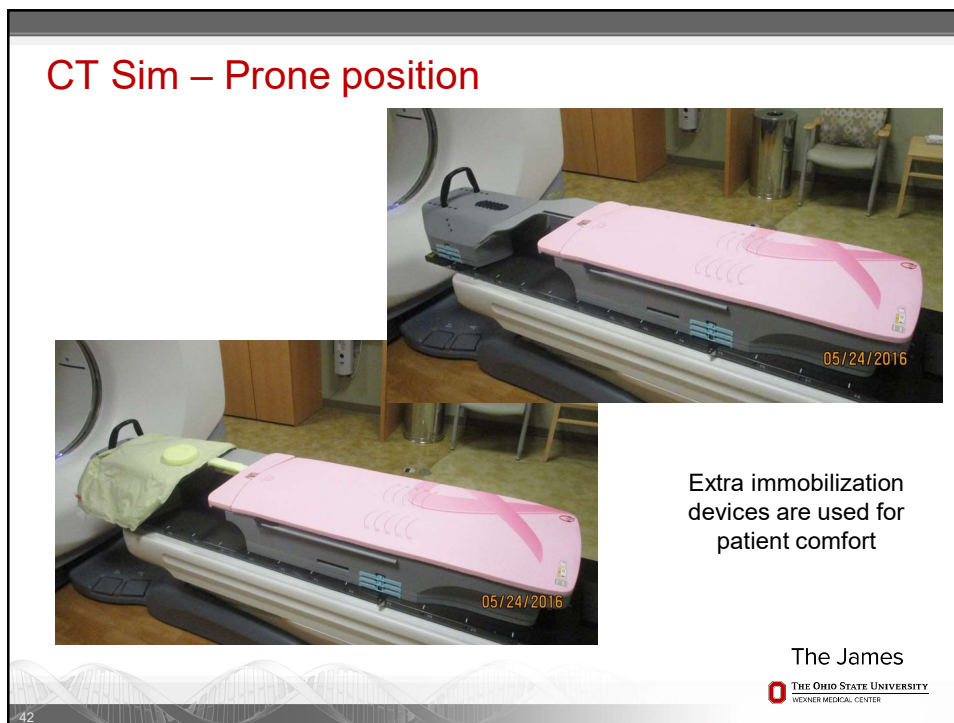 CT Sim – Prone position
05/24/2016
05/24/2016
Extra immobilization
devices are used for
patient comfort
The James
THE OHIO STATE UNIVERSITY
WEXNER MEDICAL CENTER
42